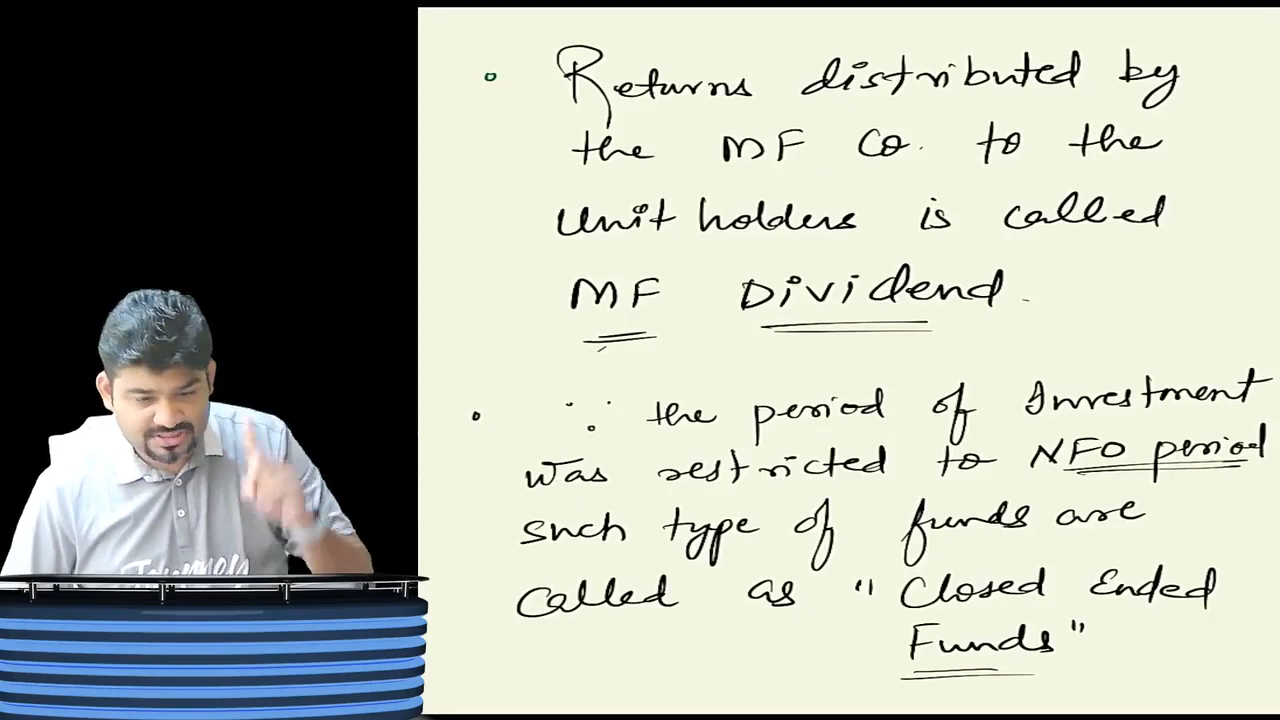 Returns distributed by
the MF Co. to the
unit holders is called
MF Dividend.
∵ the period of Investment
was restricted to NFO period
such type of funds are
called as "Closed Ended
Funds"